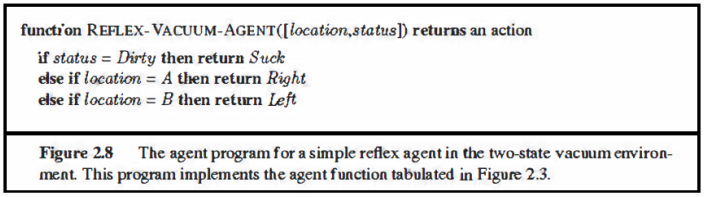 function REFLEX-VACUUM-AGENT([location,status]) returns an action
if status = Dirty then return Suck
else if location = A then return Right
else if location = B then return Left
Figure 2.8 The agent program for a simple reflex agent in the two-state vacuum environ-
ment. This program implements the agent function tabulated in Figure 2.3.